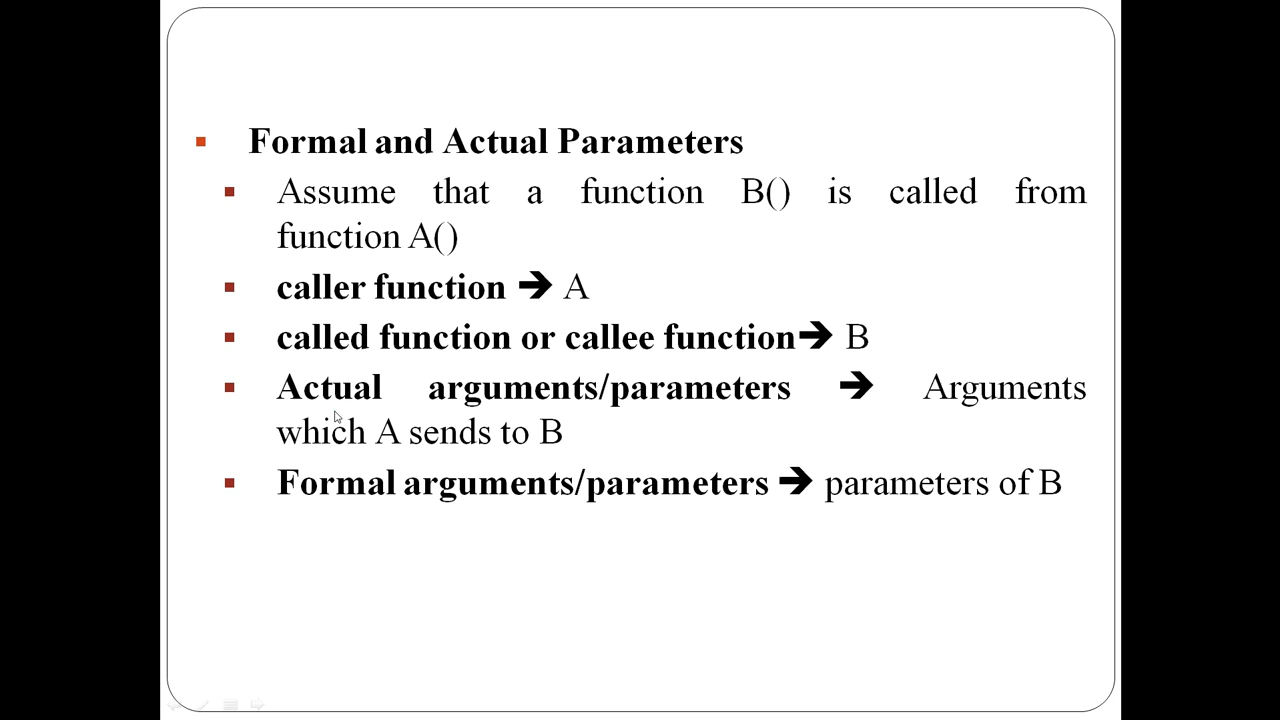 Formal and Actual Parameters
Assume that a function B() is called from
function A()
caller function ➔ A
called function or callee function➔ B
Actual arguments/parameters ➔ Arguments
which A sends to B
Formal arguments/parameters ➔ parameters of B